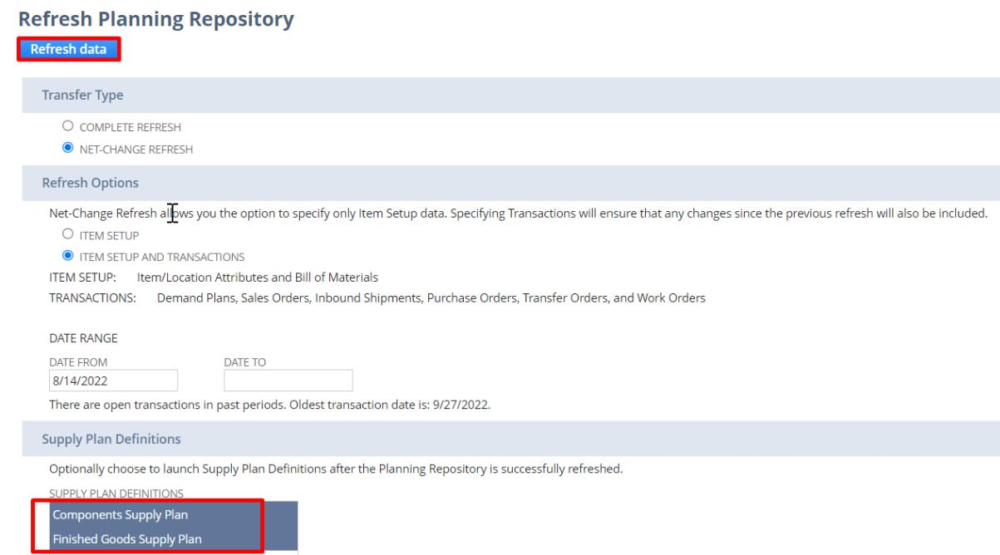 Refresh Planning Repository
Refresh data
Transfer Type
COMPLETE REFRESH
NET-CHANGE REFRESH
Refresh Options
Net-Change Refresh allows you the option to specify only Item Setup data. Specifying Transactions will ensure that any changes since the previous refresh will also be included.
ITEM SETUP
ITEM SETUP AND TRANSACTIONS
ITEM SETUP: Item/Location Attributes and Bill of Materials
TRANSACTIONS: Demand Plans, Sales Orders, Inbound Shipments, Purchase Orders, Transfer Orders, and Work Orders
DATE RANGE
DATE FROM DATE TO
8/14/2022
There are open transactions in past periods. Oldest transaction date is: 9/27/2022.
Supply Plan Definitions
Optionally choose to launch Supply Plan Definitions after the Planning Repository is successfully refreshed.
SUPPLY PLAN DEFINITIONS
Components Supply Plan
Finished Goods Supply Plan